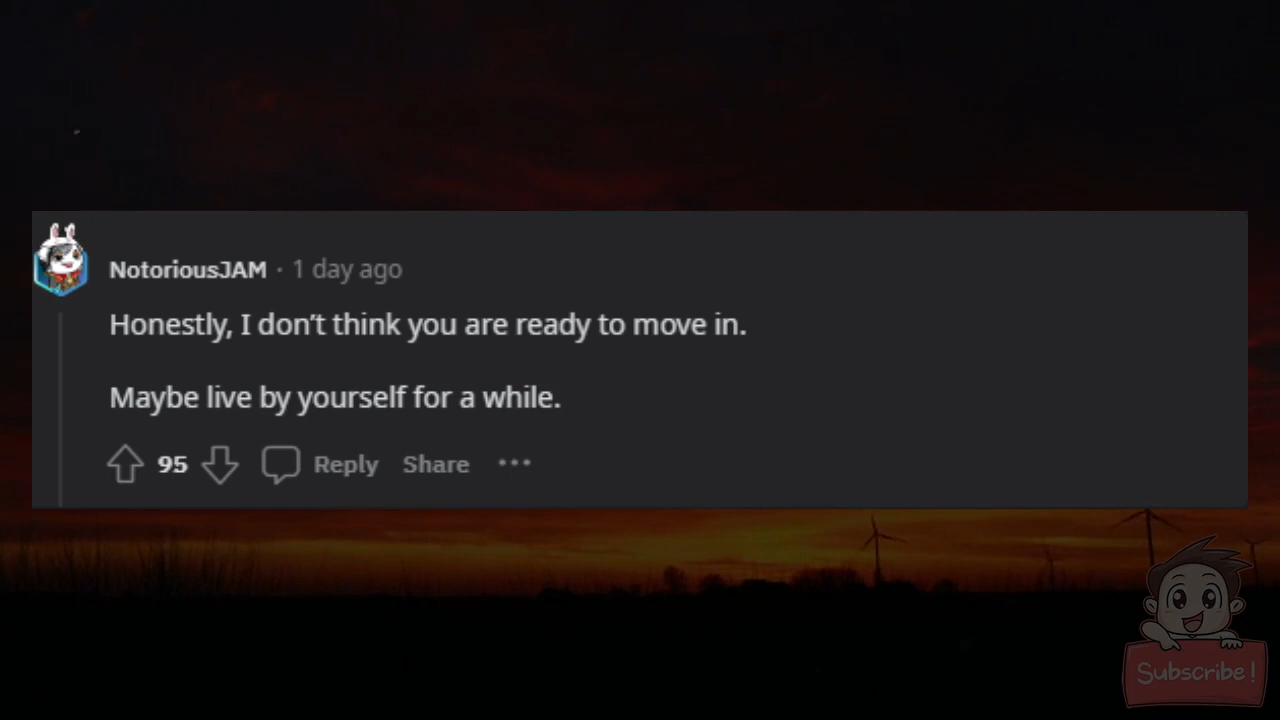 NotoriousJAM · 1 day ago
Honestly, I don't think you are ready to move in.
Maybe live by yourself for a while.
95 Reply Share ···
Subscribe!